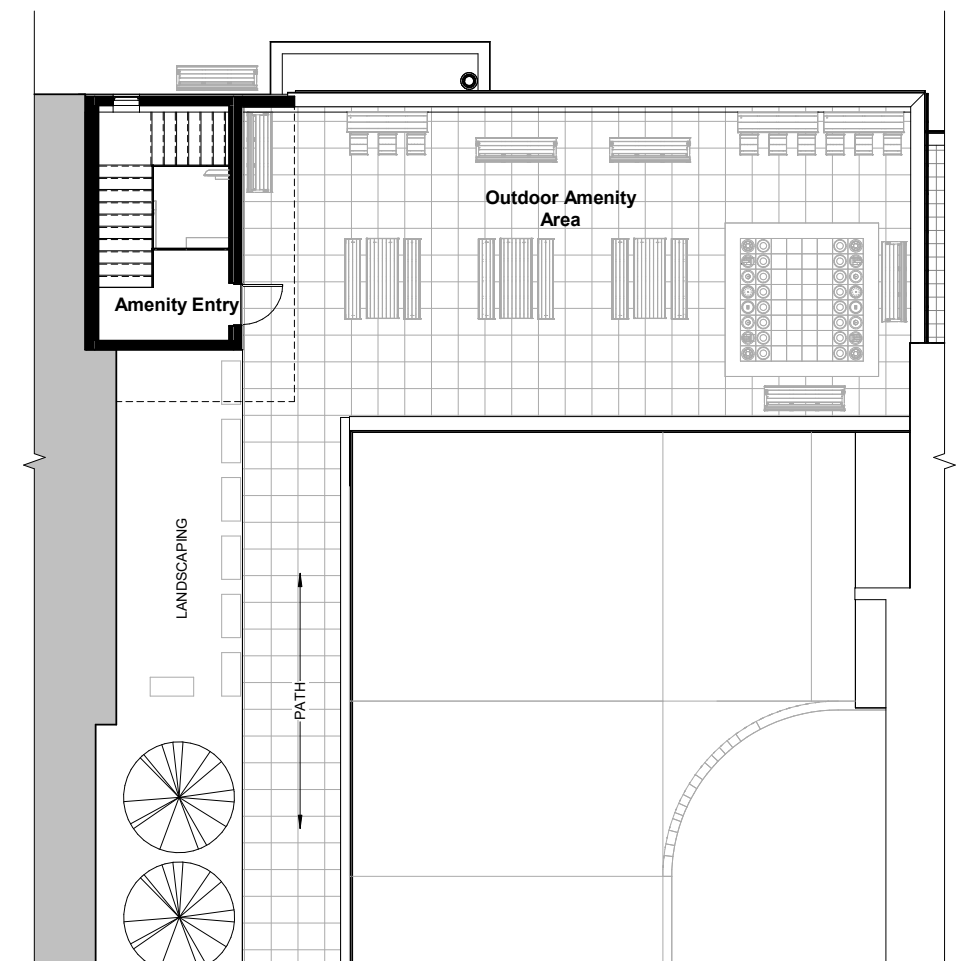 Outdoor Amenity
Area
Amenity Entry
LANDSCAPING
PATH